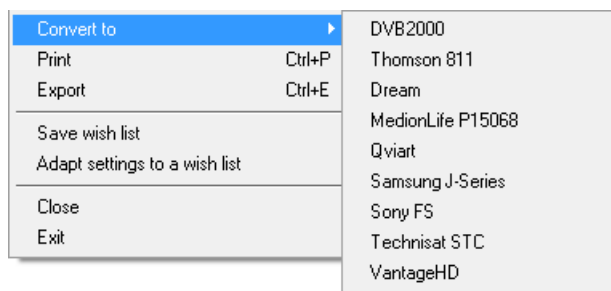 Convert to
Print Ctrl+P
Export Ctrl+E
Save wish list
Adapt settings to a wish list
Close
Exit
DVB2000
Thomson 811
Dream
MedionLife P15068
Qviart
Samsung J-Series
Sony FS
Technisat STC
VantageHD